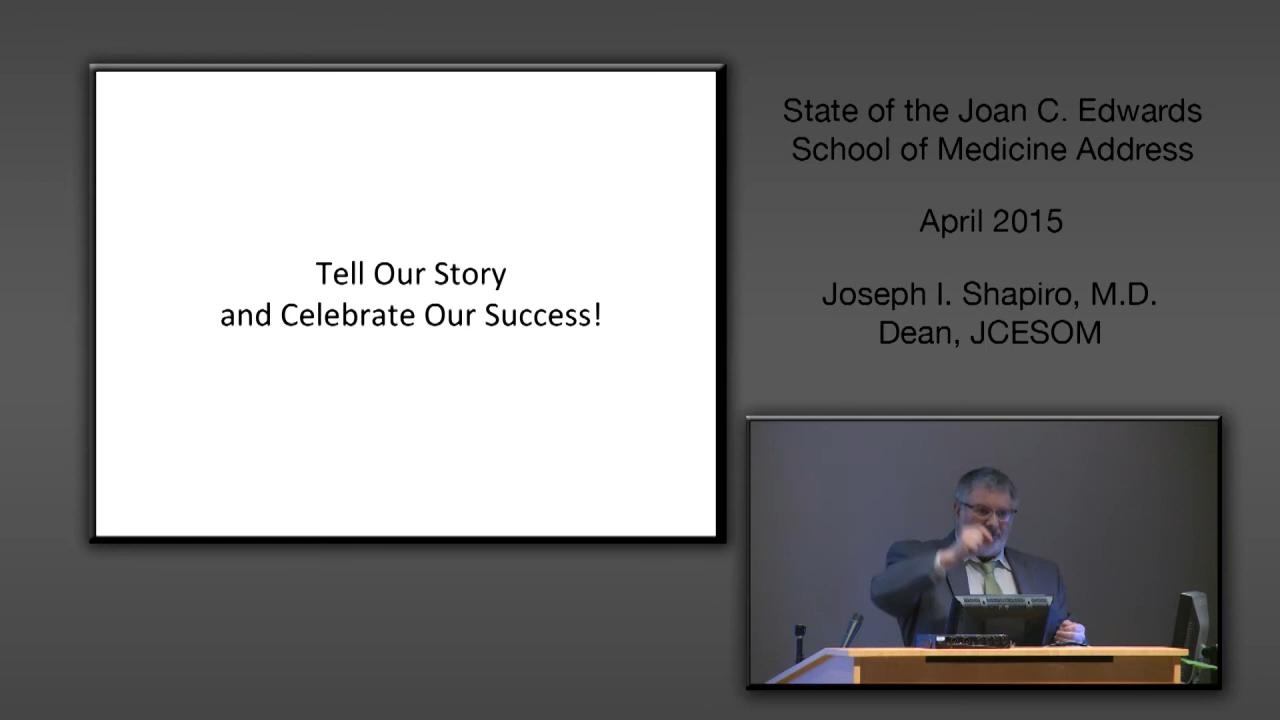 Tell Our Story
and Celebrate Our Success!
State of the Joan C. Edwards
School of Medicine Address
April 2015
Joseph I. Shapiro, M.D.
Dean, JCESOM